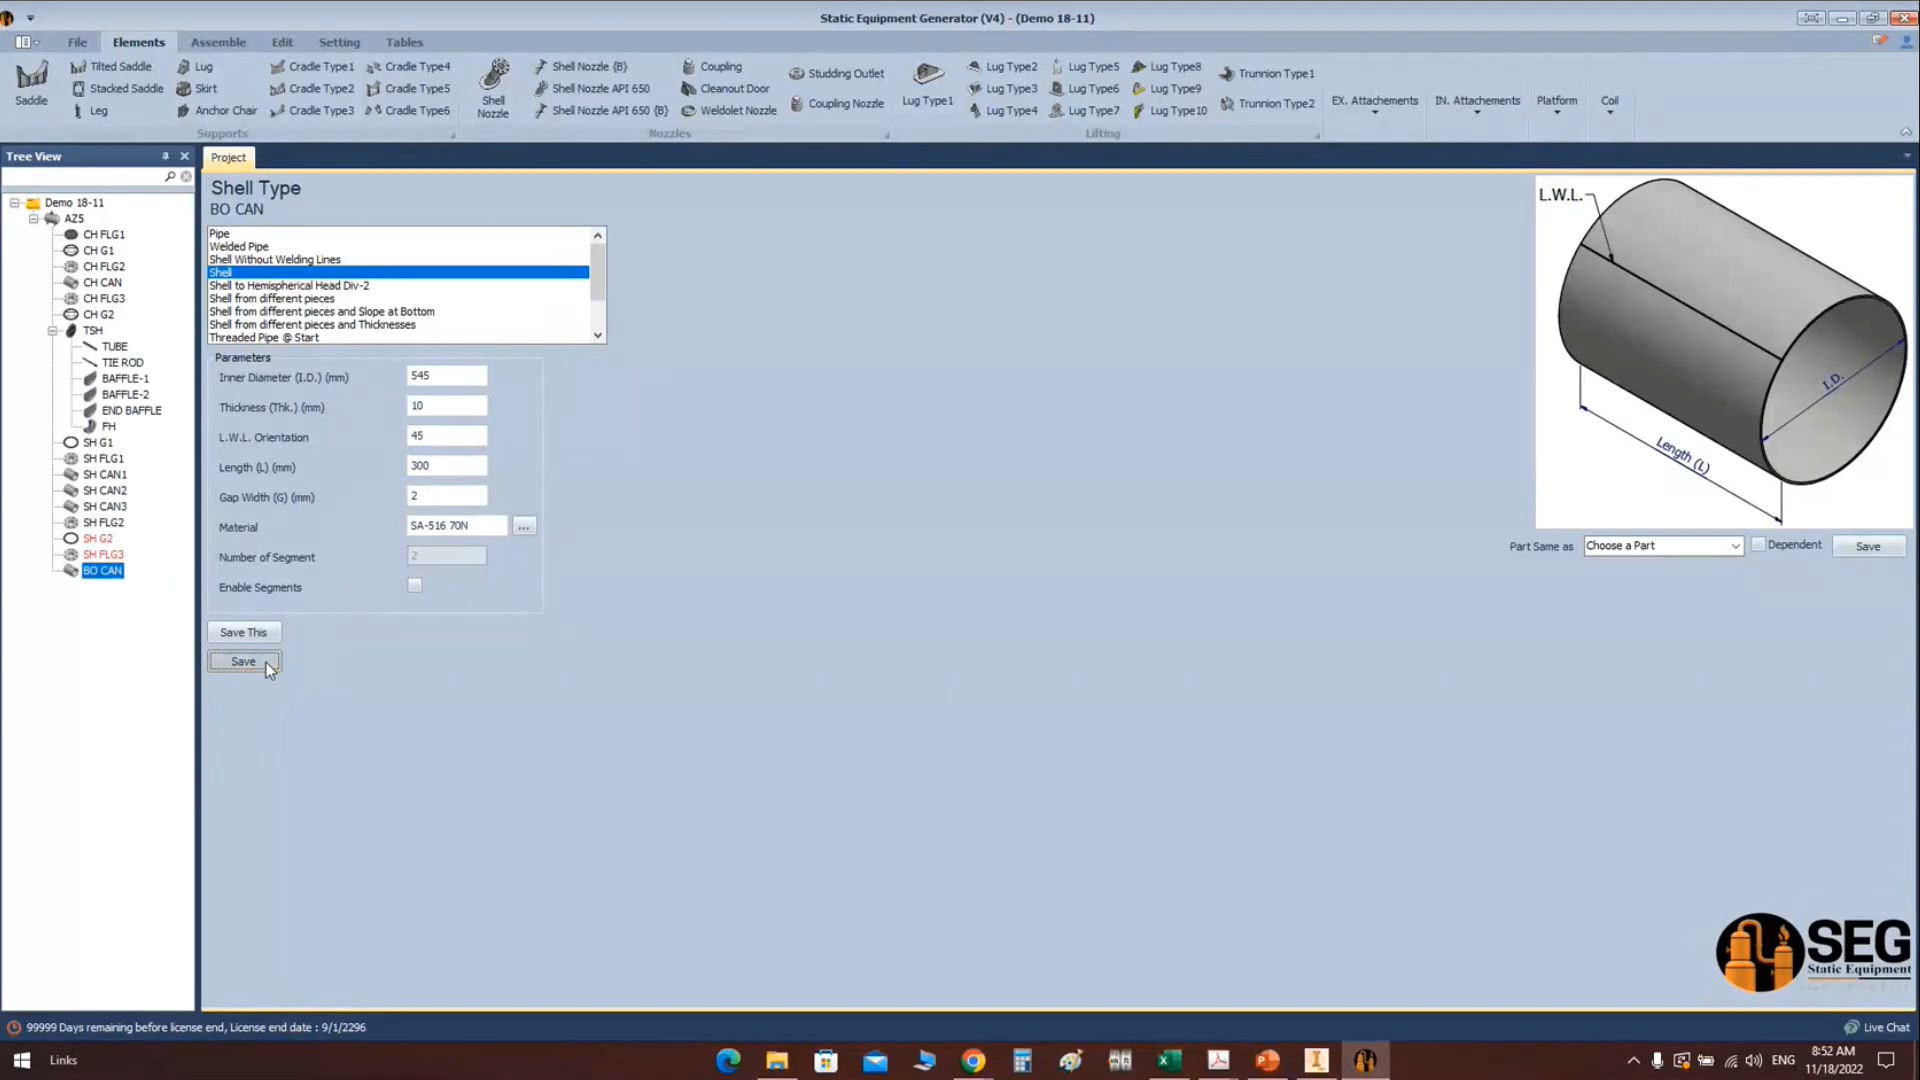 Static Equipment Generator (V4) - (Demo 18-11)
File Elements Assemble Edit Setting Tables
Saddle
Tilted Saddle
Stacked Saddle
Leg
Lug
Skirt
Anchor Chair
Cradle Type1
Cradle Type2
Cradle Type3
Cradle Type4
Cradle Type5
Cradle Type6
Supports
Shell Nozzle
Shell Nozzle {B}
Shell Nozzle API 650
Shell Nozzle API 650 {B}
Coupling
Cleanout Door
Weldolet Nozzle
Studding Outlet
Coupling Nozzle
Nozzles
Lug Type1
Lug Type2
Lug Type3
Lug Type4
Lug Type5
Lug Type6
Lug Type7
Lug Type8
Lug Type9
Lug Type10
Trunnion Type1
Trunnion Type2
Lifting
EX. Attachements
IN. Attachements
Platform
Coil
Tree View
Demo 18-11
AZ5
CH FLG1
CH G1
CH FLG2
CH CAN
CH FLG3
CH G2
TSH
TUBE
TIE ROD
BAFFLE-1
BAFFLE-2
END BAFFLE
FH
SH G1
SH FLG1
SH CAN1
SH CAN2
SH CAN3
SH FLG2
SH G2
SH FLG3
BO CAN
Project
Shell Type
BO CAN
Pipe
Welded Pipe
Shell Without Welding Lines
Shell
Shell to Hemispherical Head Div-2
Shell from different pieces
Shell from different pieces and Slope at Bottom
Shell from different pieces and Thicknesses
Threaded Pipe @ Start
Parameters
Inner Diameter (I.D.) (mm) 545
Thickness (Thk.) (mm) 10
L.W.L. Orientation 45
Length (L) (mm) 300
Gap Width (G) (mm) 2
Material SA-516 70N ...
Number of Segment 2
Enable Segments
Save This
Save
L.W.L.
I.D.
Length (L)
Part Same as Choose a Part Dependent Save
SEG
Static Equipment
99999 Days remaining before license end, License end date : 9/1/2296
Live Chat
Links
ENG
8:52 AM
11/18/2022